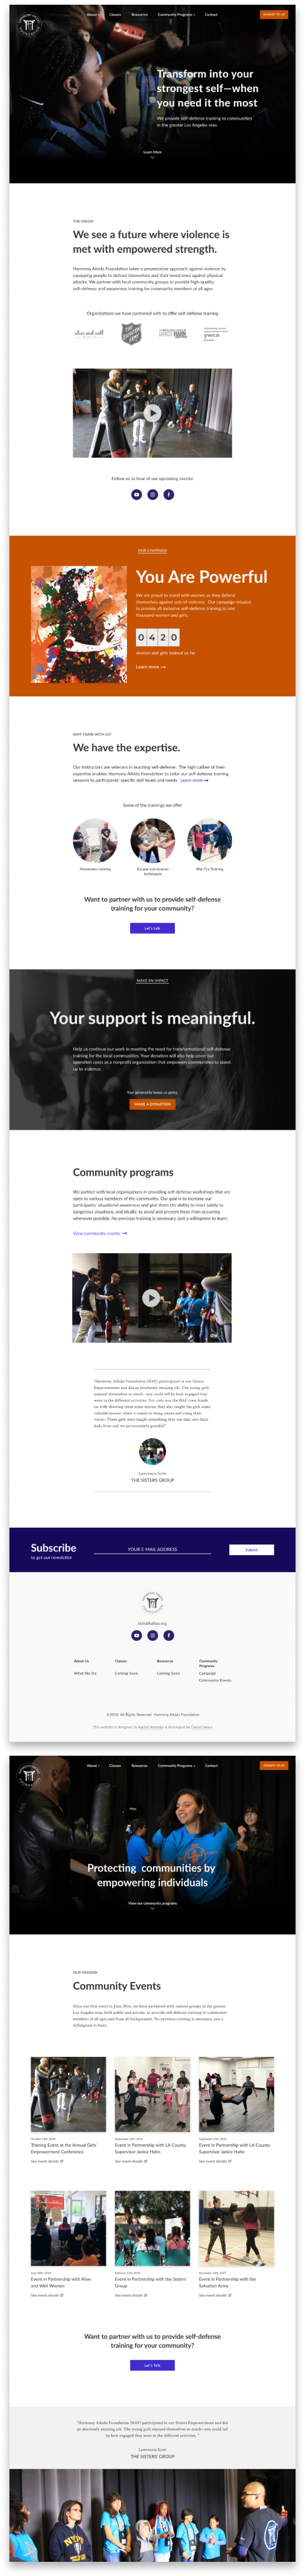 About
Classes
Resources
Community Programs
Contact
DONATE TO US
Transform into your
strongest self—when
you need it the most
We provide self-defense training to communities
in the greater Los Angeles area
Learn More
THE VISION
We see a future where violence is
met with empowered strength.
Harmony Aikido Foundation takes a preventative approach against violence by
equipping people to defend themselves and their loved ones against physical
attacks. We partner with local community groups to provide high-quality
self-defense and awareness training for community members of all ages.
Organizations we have partnered with to offer self-defense training
alive and well
JANICE HAHN
ywca
Follow us to hear of our upcoming events!
OUR CAMPAIGN
You Are Powerful
We are proud to stand with women as they defend
themselves against acts of violence. Our campaign mission
to provide all-inclusive self-defense training to one
thousand women and girls.
0 4 2 0
women and girls trained so far
Learn more →
WHY TRAIN WITH US?
We have the expertise.
Our instructors are veterans in teaching self-defense. The high caliber of their
expertise enables Harmony Aikido Foundation to tailor our self-defense training
sessions to participants' specific skill levels and needs. Learn more →
Some of the trainings we offer
Awareness training
Escape and evasion
techniques
War Cry Training
Want to partner with us to provide self-defense
training for your community?
Let's talk
MAKE AN IMPACT
Your support is meaningful.
Help us continue our work in meeting the need for transformational self-defense
training for the local communities. Your donation will also help cover our
operation costs as a nonprofit organization that empower communities to stand
up to violence.
Your generosity keeps us going.
MAKE A DONATION
Community programs
We partner with local organisations in providing self-defense workshops that are
open to various members of the community. Our goal is to increase our
participants' situational awareness and give them the ability to react safely to
dangerous situations, and ideally, to avoid and prevent them from occurring
whenever possible. No previous training is necessary, just a willingness to learn.
View community events →
"Harmony Aikido Foundation (HAF) participated in our Sisters
Empowerment and did an absolutely amazing job. The young girls
enjoyed themselves so much—you could tell by how engaged they
were in the different activities. Not only was the HAF crew hands
on with showing them some moves, they also taught the girls some
valuable lessons when it comes to being aware and using their
voices. These girls were taught something they can take into their
daily lives and we are extremely grateful!"
Lawrencia Scott
THE SISTERS GROUP
Subscribe
to get our newsletter
YOUR E-MAIL ADDRESS
Submit
info@haflass.org
About Us
Classes
Resources
Community
Programs
What We Do
Coming Soon
Coming Soon
Campaign
Community Events
©2018. All Rights Reserved. Harmony Aikido Foundation
This website is designed by
& developed by
About
Classes
Resources
Community Programs
Contact
DONATE TO US
Protecting communities by
empowering individuals
View our community programs
OUR PASSION
Community Events
Since our first event in June 2016, we have partnered with various groups in the greater
Los Angeles area, both public and private, to provide self-defense training to community
members of all ages and from all backgrounds. No previous training is necessary, just a
willingness to learn.
Training Event at the Annual Girls'
Empowerment Conference
See event details
Event in Partnership with LA County
Supervisor Janice Hahn
See event details
Event in Partnership with LA County
Supervisor Janice Hahn
See event details
Event in Partnership with Alive
and Well Women
See event details
Event in Partnership with the Sisters'
Group
See event details
Event in Partnership with the
Salvation Army
See event details
Want to partner with us to provide self-defense
training for your community?
Let's Talk
"Harmony Aikido Foundation (HAF) participated in our Sisters Empowerment and did
an absolutely amazing job. The young girls enjoyed themselves so much—you could tell
by how engaged they were in the different activities. "
Lawrencia Scott
THE SISTERS' GROUP